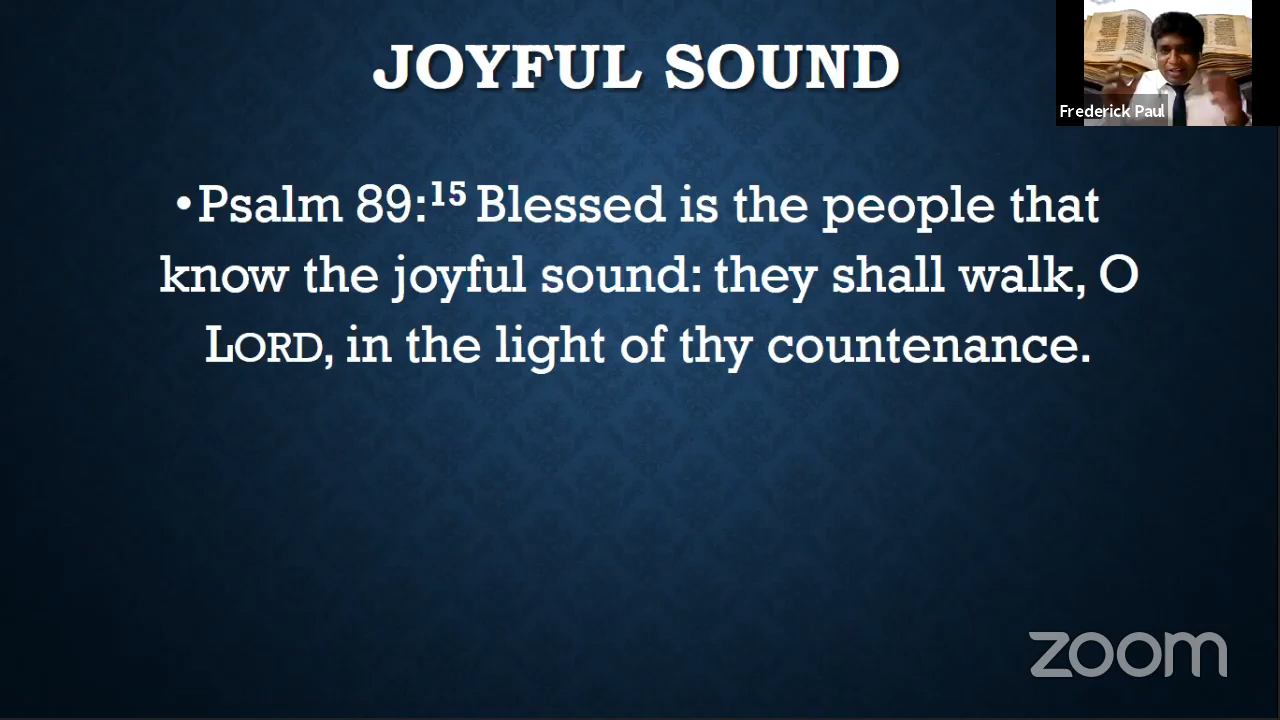 JOYFUL SOUND
Frederick Paul
•Psalm 89:¹⁵ Blessed is the people that
know the joyful sound: they shall walk, O
LORD, in the light of thy countenance.
zoom